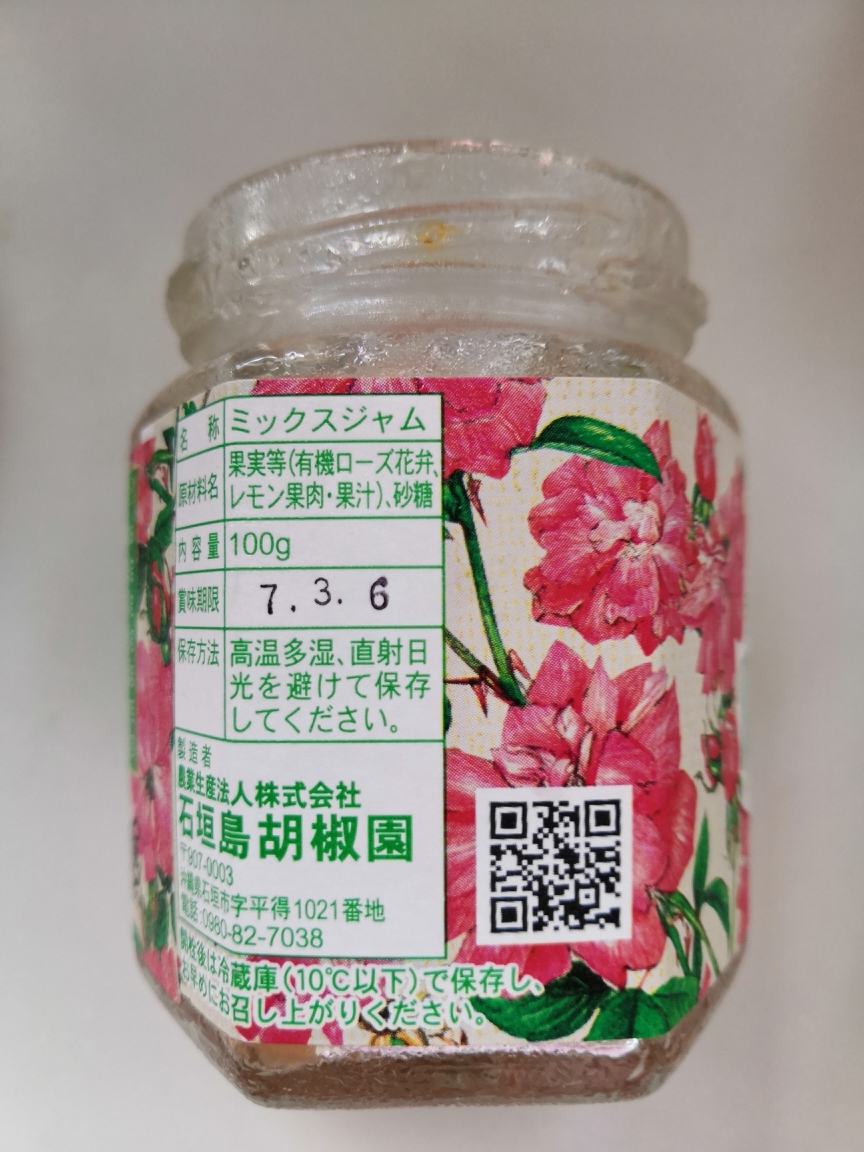 名 称 ミックスジャム
原材料名 果実等(有機ローズ花弁、
レモン果肉・果汁)、砂糖
内容量 100g
賞味期限 7.3.6
保存方法 高温多湿、直射日
光を避けて保存
してください。
製造者
農業生産法人株式会社
石垣島胡椒園
〒907-0003
沖縄県石垣市字平得1021番地
電話:0980-82-7038
開栓後は冷蔵庫(10℃以下)で保存し、
お早めにお召し上がりください。